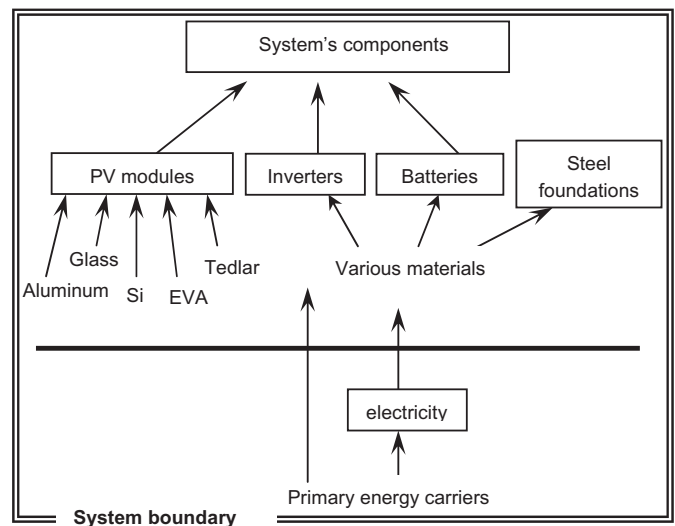 System's components
PV modules
Inverters
Batteries
Steel
foundations
Glass
Tedlar
Various materials
Aluminum
Si
EVA
electricity
Primary energy carriers
System boundary